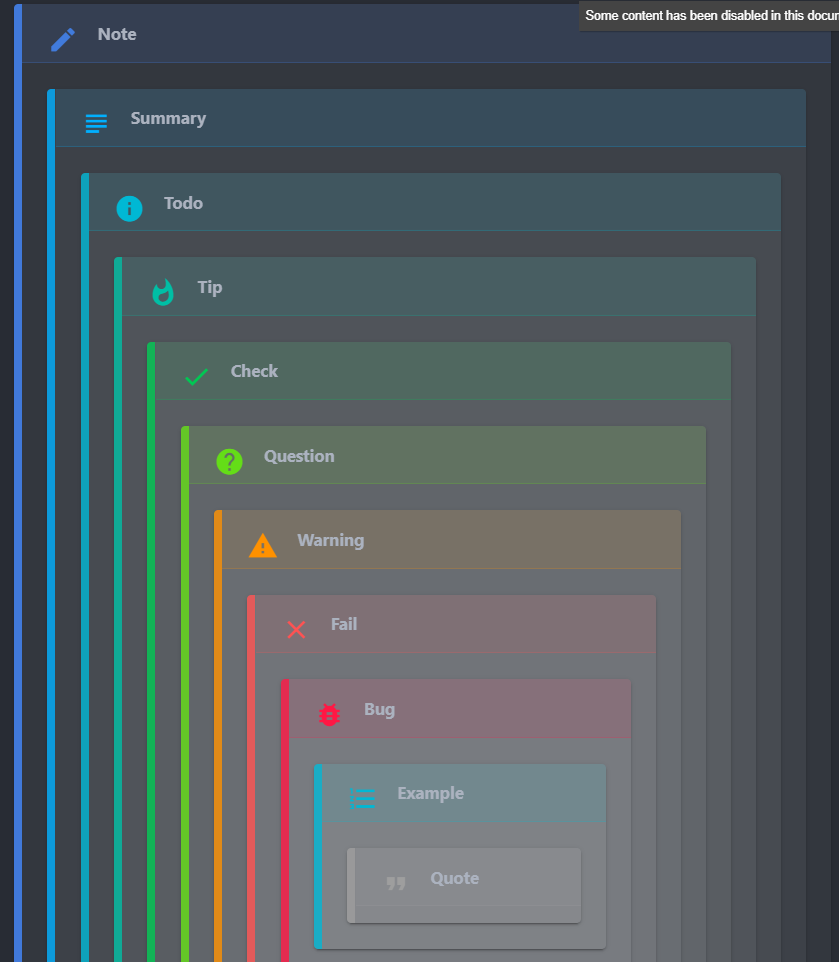 Some content has been disabled in this docu
Note
Summary
Todo
Tip
Check
Question
Warning
Fail
Bug
Example
Quote